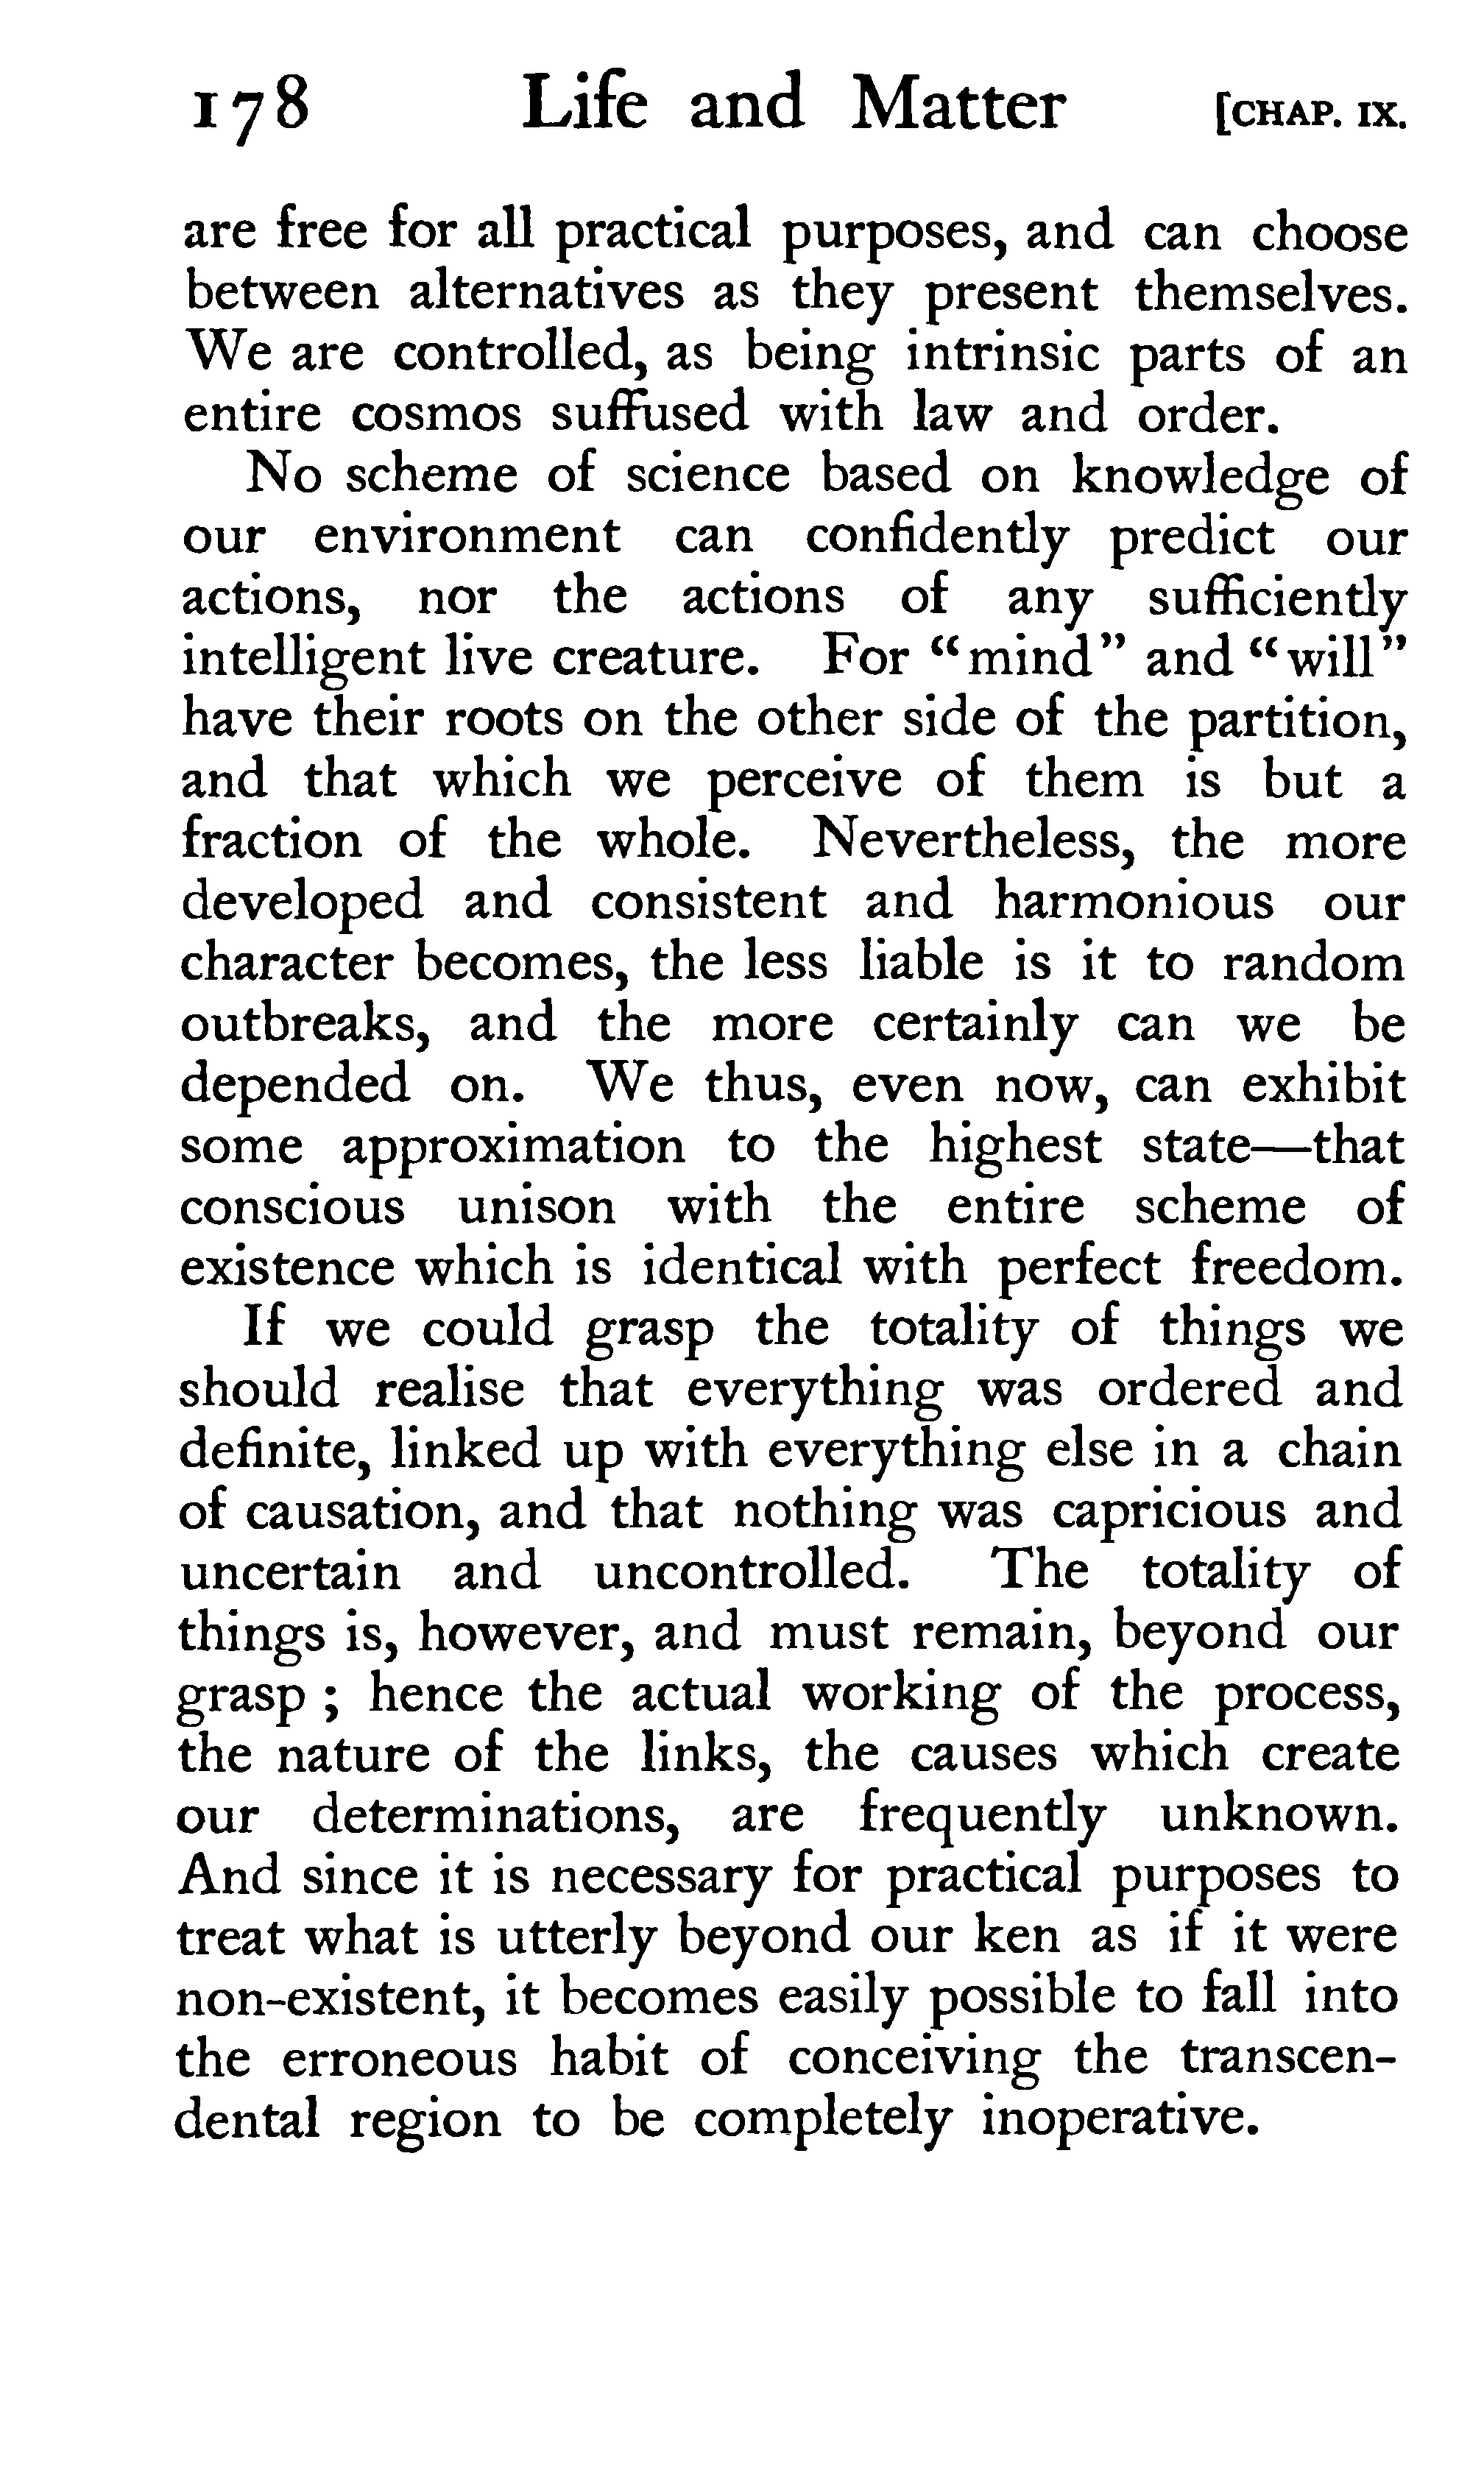 178 Life and Matter [CHAP. IX.
are free for all practical purposes, and can choose
between alternatives as they present themselves.
We are controlled, as being intrinsic parts of an
entire cosmos suffused with law and order.
No scheme of science based on knowledge of
our environment can confidently predict our
actions, nor the actions of any sufficiently
intelligent live creature. For "mind" and "will"
have their roots on the other side of the partition,
and that which we perceive of them is but a
fraction of the whole. Nevertheless, the more
developed and consistent and harmonious our
character becomes, the less liable is it to random
outbreaks, and the more certainly can we be
depended on. We thus, even now, can exhibit
some approximation to the highest state—that
conscious unison with the entire scheme of
existence which is identical with perfect freedom.
If we could grasp the totality of things we
should realise that everything was ordered and
definite, linked up with everything else in a chain
of causation, and that nothing was capricious and
uncertain and uncontrolled. The totality of
things is, however, and must remain, beyond our
grasp ; hence the actual working of the process,
the nature of the links, the causes which create
our determinations, are frequently unknown.
And since it is necessary for practical purposes to
treat what is utterly beyond our ken as if it were
non-existent, it becomes easily possible to fall into
the erroneous habit of conceiving the transcen-
dental region to be completely inoperative.